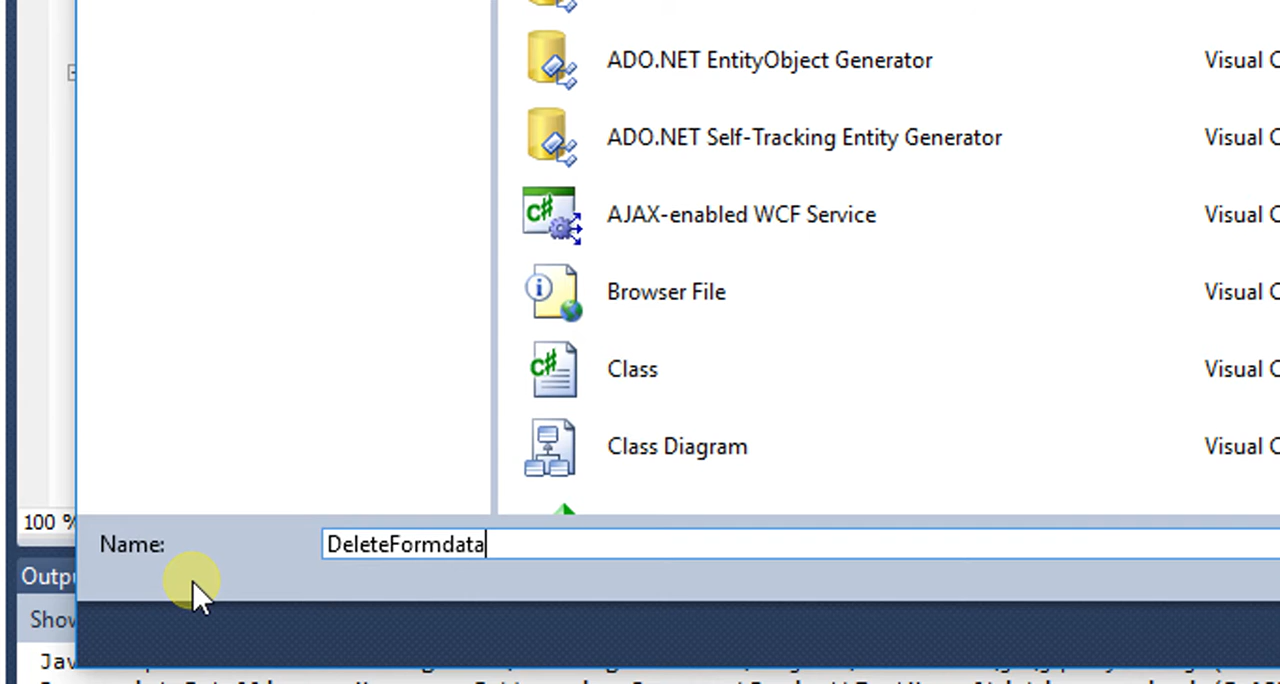 ADO.NET EntityObject Generator Visual C
ADO.NET Self-Tracking Entity Generator Visual C
AJAX-enabled WCF Service Visual C
Browser File Visual C
Class Visual C
Class Diagram Visual C
100 %
Name: DeleteFormdata
Outpu
Show
Jav